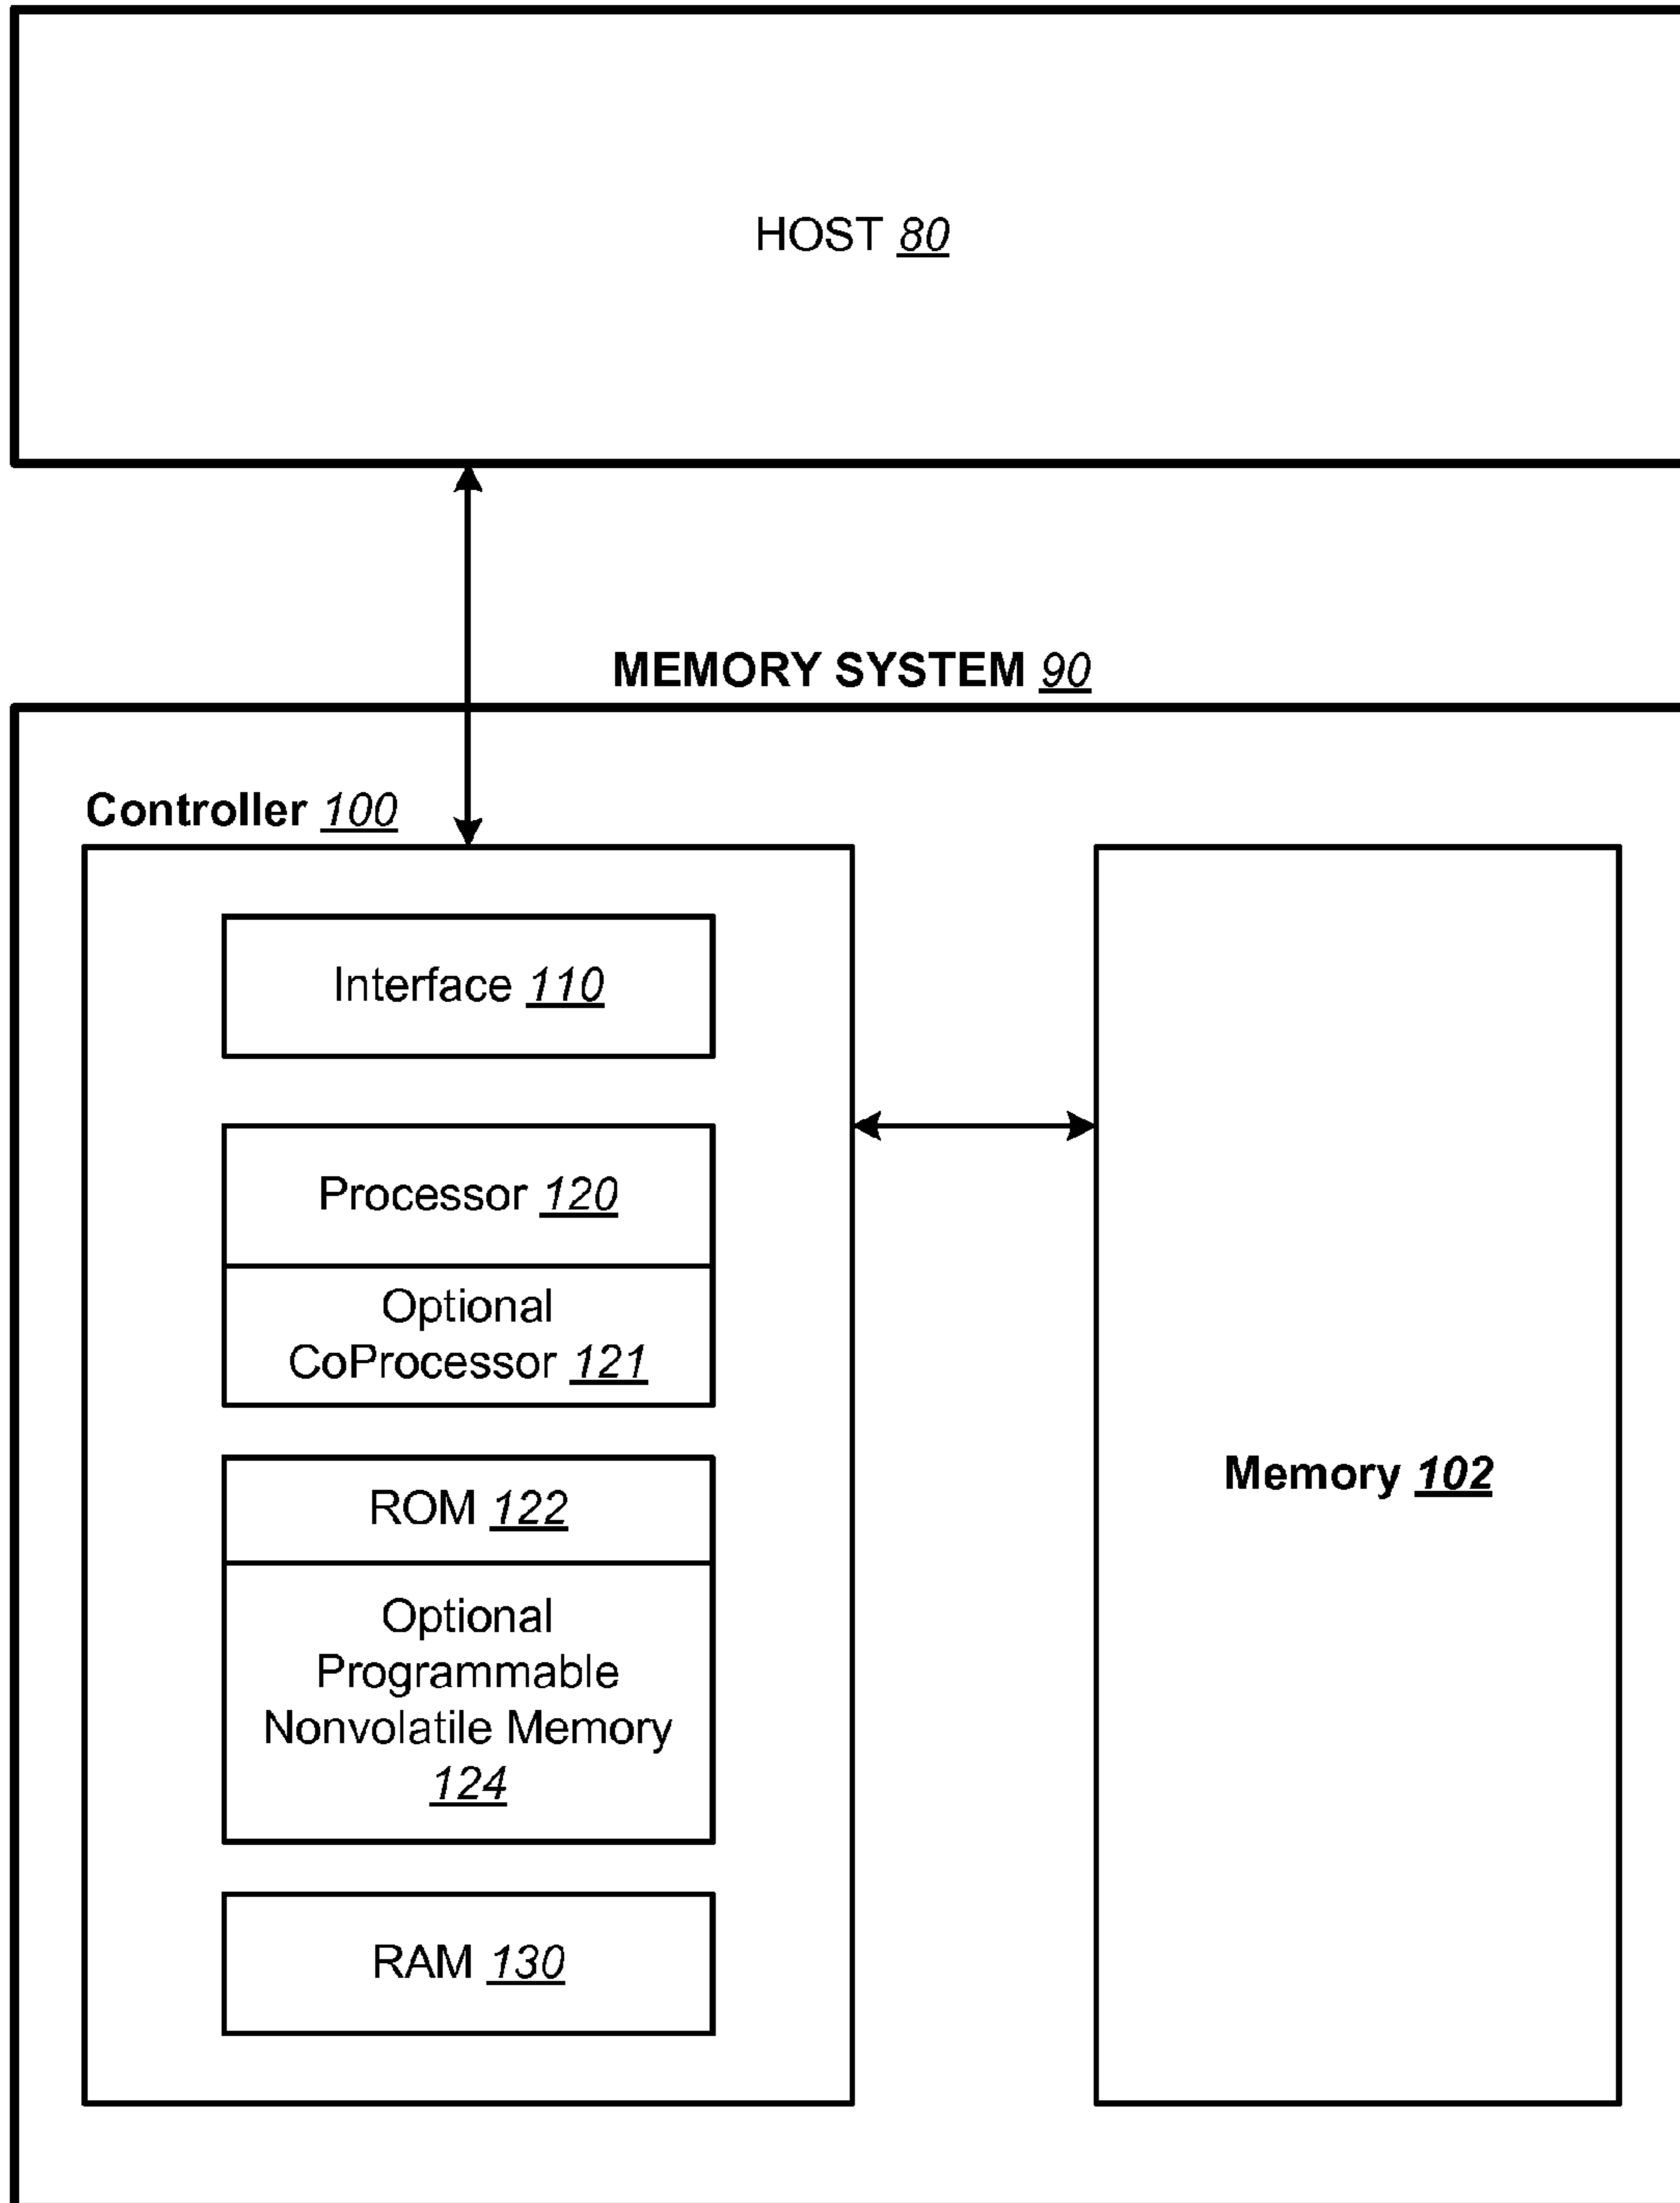 HOST 80
MEMORY SYSTEM 90
Controller 100
Interface 110
Processor 120
Optional
CoProcessor 121
ROM 122
Optional
Programmable
Nonvolatile Memory
124
RAM 130
Memory 102